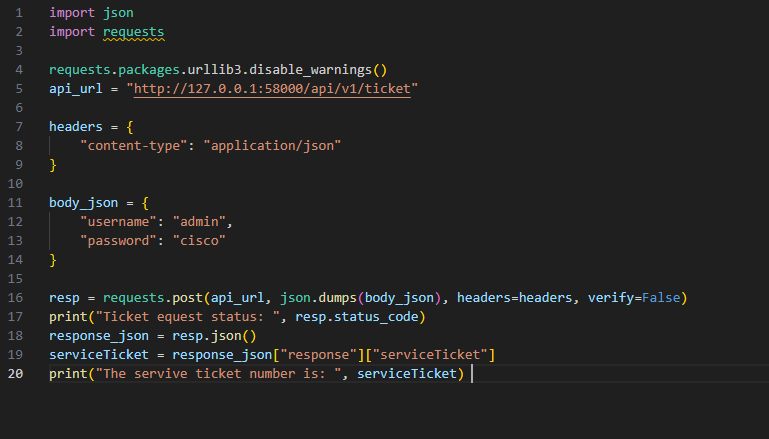 1 import json
2 import requests
3
4 requests.packages.urllib3.disable_warnings()
5 api_url = "http://127.0.0.1:58000/api/v1/ticket"
6
7 headers = {
8     "content-type": "application/json"
9 }
10
11 body_json = {
12     "username": "admin",
13     "password": "cisco"
14 }
15
16 resp = requests.post(api_url, json.dumps(body_json), headers=headers, verify=False)
17 print("Ticket equest status: ", resp.status_code)
18 response_json = resp.json()
19 serviceTicket = response_json["response"]["serviceTicket"]
20 print("The servive ticket number is: ", serviceTicket)